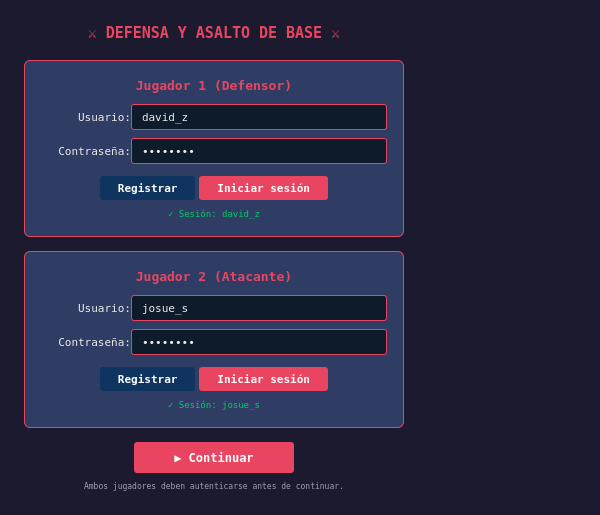 ⚔ DEFENSA Y ASALTO DE BASE ⚔
Jugador 1 (Defensor)
Usuario: david_z
Contraseña: ••••••••
Registrar Iniciar sesión
✓ Sesión: david_z
Jugador 2 (Atacante)
Usuario: josue_s
Contraseña: ••••••••
Registrar Iniciar sesión
✓ Sesión: josue_s
▶ Continuar
Ambos jugadores deben autenticarse antes de continuar.